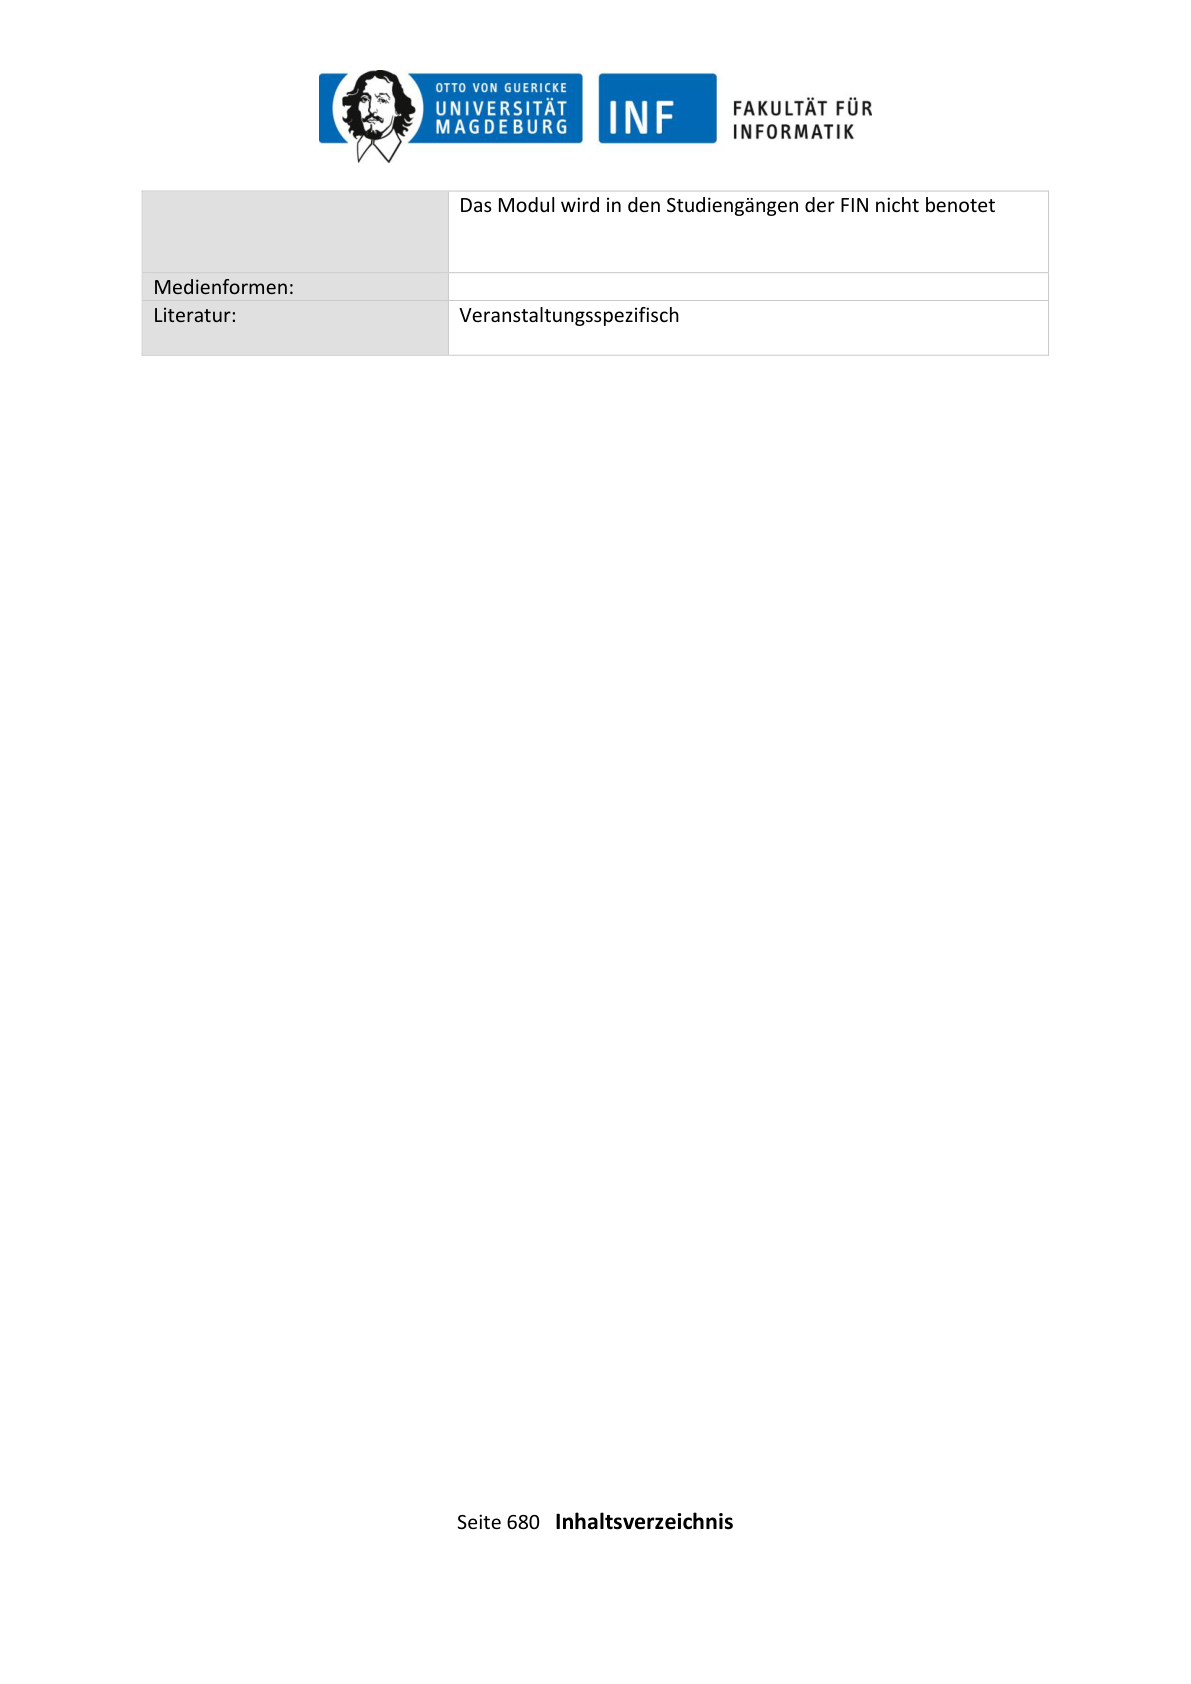 OTTO VON GUERICKE
UNIVERSITÄT
MAGDEBURG
INF
FAKULTÄT FÜR
INFORMATIK
Das Modul wird in den Studiengängen der FIN nicht benotet
Medienformen:
Literatur: Veranstaltungsspezifisch
Seite 680 Inhaltsverzeichnis